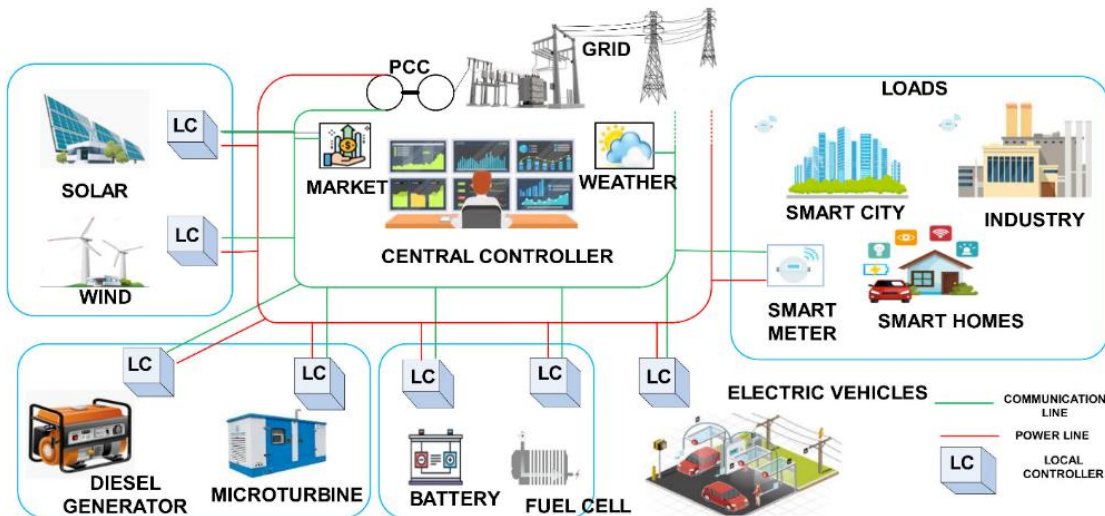 GRID
PCC
LOADS
LC
SOLAR
MARKET
WEATHER
SMART CITY
INDUSTRY
LC
WIND
CENTRAL CONTROLLER
SMART
METER
SMART HOMES
LC
LC
LC
LC
LC
DIESEL
GENERATOR
MICROTURBINE
BATTERY
FUEL CELL
ELECTRIC VEHICLES
COMMUNICATION
LINE
POWER LINE
LC
LOCAL
CONTROLLER